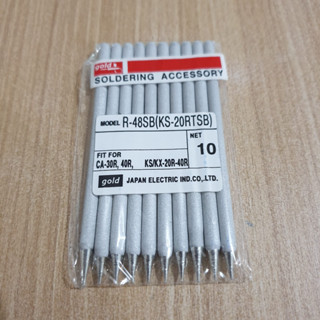 gold
SOLDERING ACCESSORY
MODEL R-48SB(KS-20RTSB)
FIT FOR
CA-30R, 40R, KS/KX-20R-40R
NET
10
gold JAPAN ELECTRIC IND.CO.,LTD.